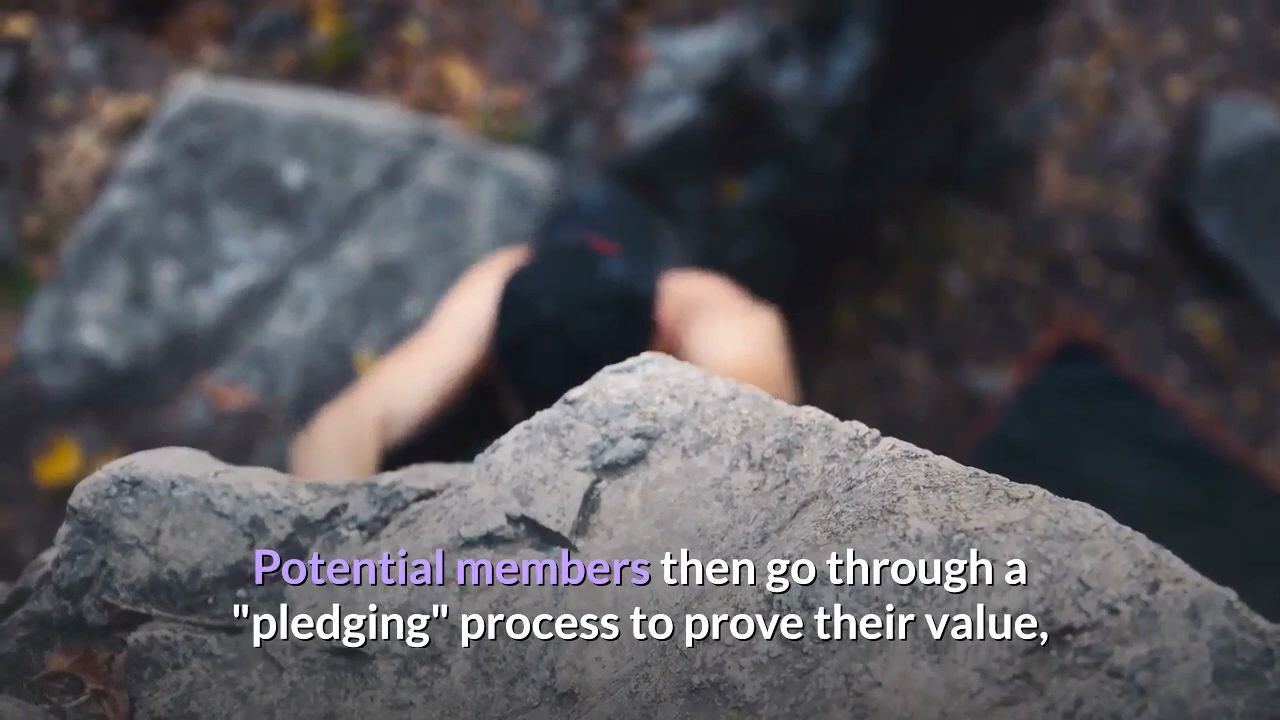 Potential members then go through a
"pledging" process to prove their value,